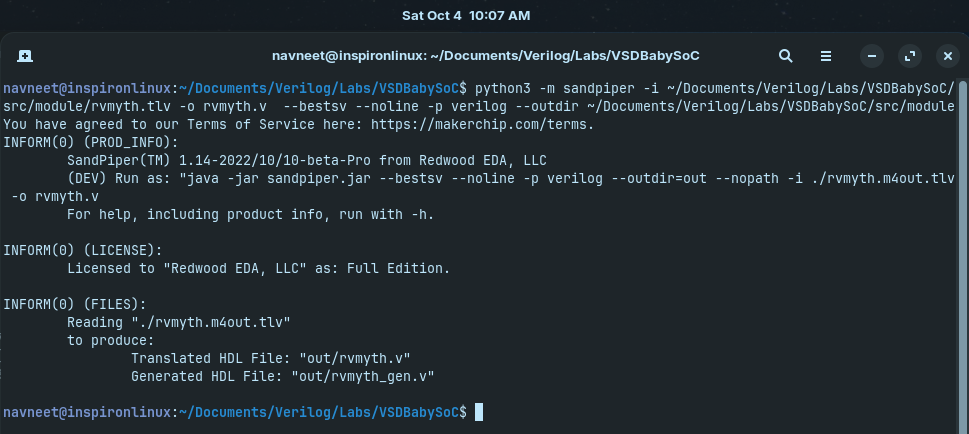 Sat Oct 4 10:07 AM
navneet@inspironlinux: ~/Documents/Verilog/Labs/VSDBabySoC
navneet@inspironlinux:~/Documents/Verilog/Labs/VSDBabySoC$ python3 -m sandpiper -i ~/Documents/Verilog/Labs/VSDBabySoC/
src/module/rvmyth.tlv -o rvmyth.v  --bestsv --noline -p verilog --outdir ~/Documents/Verilog/Labs/VSDBabySoC/src/module
You have agreed to our Terms of Service here: https://makerchip.com/terms.
INFORM(0) (PROD_INFO):
        SandPiper(TM) 1.14-2022/10/10-beta-Pro from Redwood EDA, LLC
        (DEV) Run as: "java -jar sandpiper.jar --bestsv --noline -p verilog --outdir=out --nopath -i ./rvmyth.m4out.tlv
 -o rvmyth.v
        For help, including product info, run with -h.
INFORM(0) (LICENSE):
        Licensed to "Redwood EDA, LLC" as: Full Edition.
INFORM(0) (FILES):
        Reading "./rvmyth.m4out.tlv"
        to produce:
                Translated HDL File: "out/rvmyth.v"
                Generated HDL File: "out/rvmyth_gen.v"
navneet@inspironlinux:~/Documents/Verilog/Labs/VSDBabySoC$